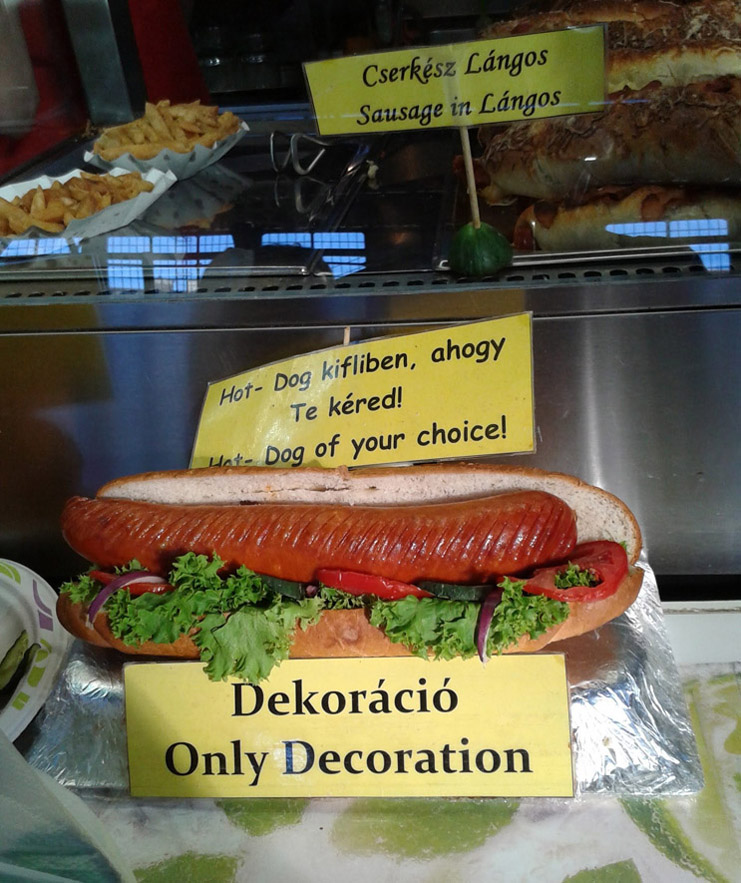 Cserkész Lángos
Sausage in Lángos
Hot- Dog kifliben, ahogy
Te kéred!
Hot- Dog of your choice!
Dekoráció
Only Decoration